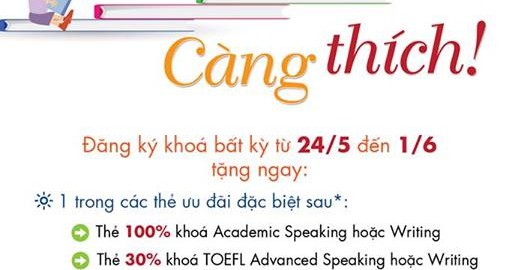 Càng thích!
Đăng ký khoá bất kỳ từ 24/5 đến 1/6
tặng ngay:
1 trong các thẻ ưu đãi đặc biệt sau*:
Thẻ 100% khoá Academic Speaking hoặc Writing
Thẻ 30% khoá TOEFL Advanced Speaking hoặc Writing